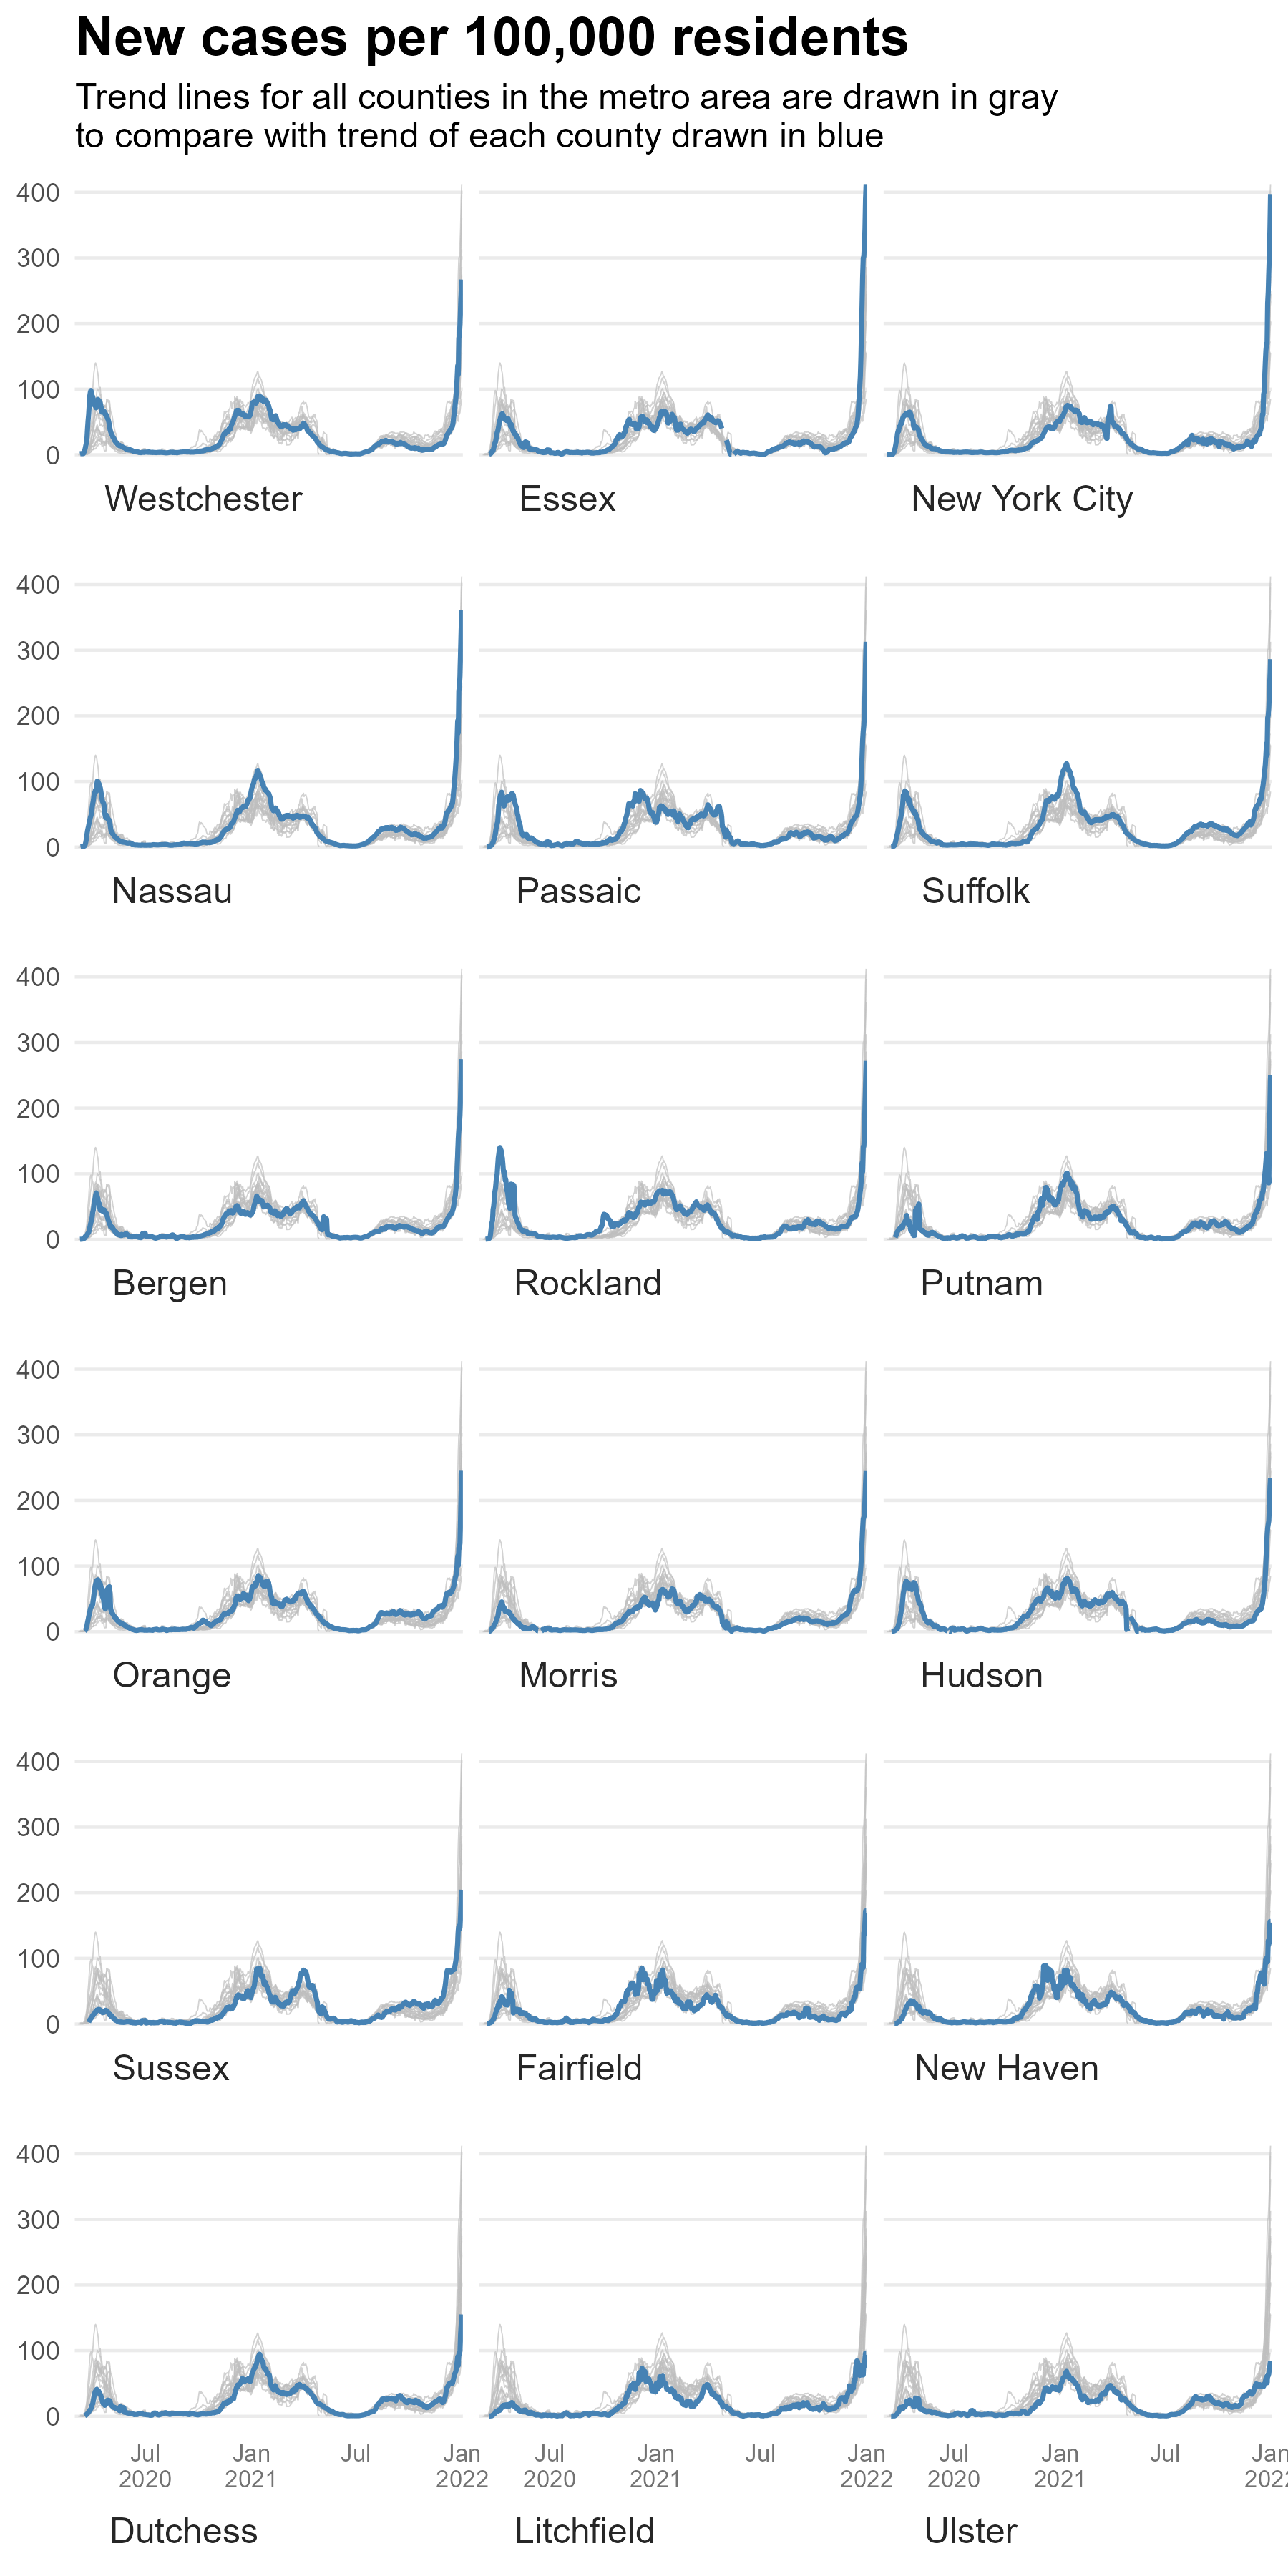 New cases per 100,000 residents
Trend lines for all counties in the metro area are drawn in gray
to compare with trend of each county drawn in blue
400
300
200
100
0
Westchester Essex New York City
400
300
200
100
0
Nassau Passaic Suffolk
400
300
200
100
0
Bergen Rockland Putnam
400
300
200
100
0
Orange Morris Hudson
400
300
200
100
0
Sussex Fairfield New Haven
400
300
200
100
0
Jul Jan Jul Jan Jul Jan Jul Jan Jul Jan Jul Jan
2020 2021 2022 2020 2021 2022 2020 2021 202
Dutchess Litchfield Ulster